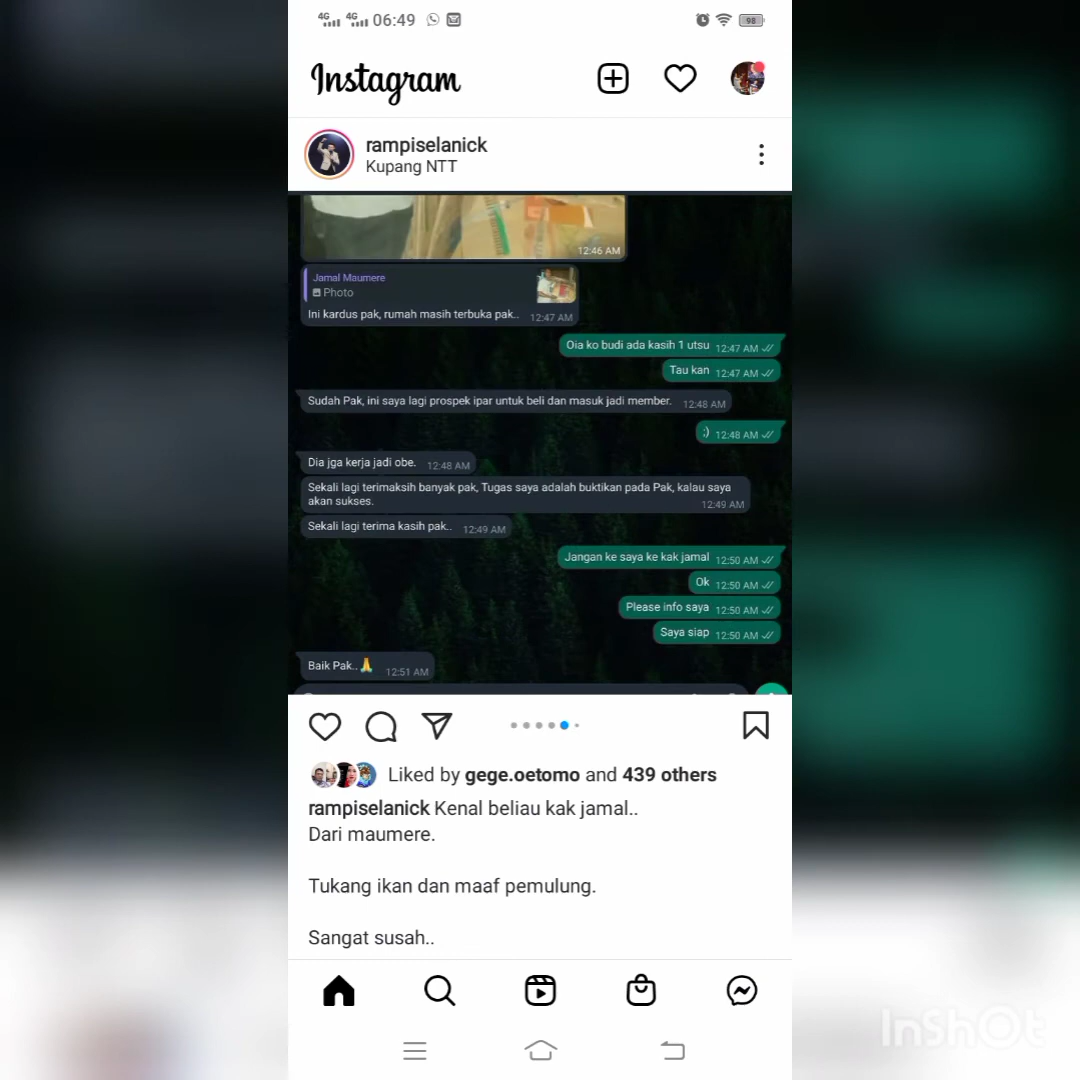 4G 4G 06:49 98
Instagram
rampiselanick
Kupang NTT
12:46 AM
Jamal Maumere
Photo
Ini kardus pak, rumah masih terbuka pak.. 12:47 AM
Oia ko budi ada kasih 1 utsu 12:47 AM
Tau kan 12:47 AM
Sudah Pak, ini saya lagi prospek ipar untuk beli dan masuk jadi member. 12:48 AM
;) 12:48 AM
Dia jga kerja jadi obe. 12:48 AM
Sekali lagi terimaksih banyak pak, Tugas saya adalah buktikan pada Pak, kalau saya
akan sukses. 12:49 AM
Sekali lagi terima kasih pak.. 12:49 AM
Jangan ke saya ke kak jamal 12:50 AM
Ok 12:50 AM
Please info saya 12:50 AM
Saya siap 12:50 AM
Baik Pak..🙏 12:51 AM
Liked by gege.oetomo and 439 others
rampiselanick Kenal beliau kak jamal..
Dari maumere.
Tukang ikan dan maaf pemulung.
Sangat susah..
InShOt